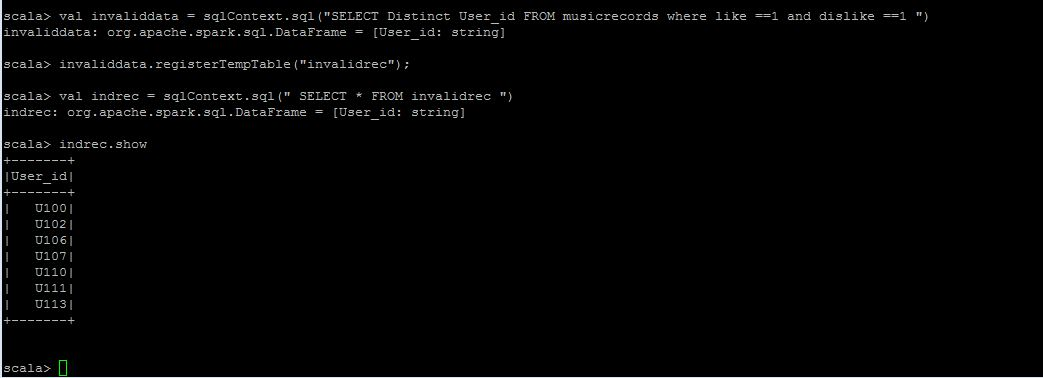 scala> val invaliddata = sqlContext.sql("SELECT Distinct User_id FROM musicrecords where like ==1 and dislike ==1 ")
invaliddata: org.apache.spark.sql.DataFrame = [User_id: string]
scala> invaliddata.registerTempTable("invalidrec");
scala> val indrec = sqlContext.sql(" SELECT * FROM invalidrec ")
indrec: org.apache.spark.sql.DataFrame = [User_id: string]
scala> indrec.show
+-------+
|User_id|
+-------+
|   U100|
|   U102|
|   U106|
|   U107|
|   U110|
|   U111|
|   U113|
+-------+
scala>